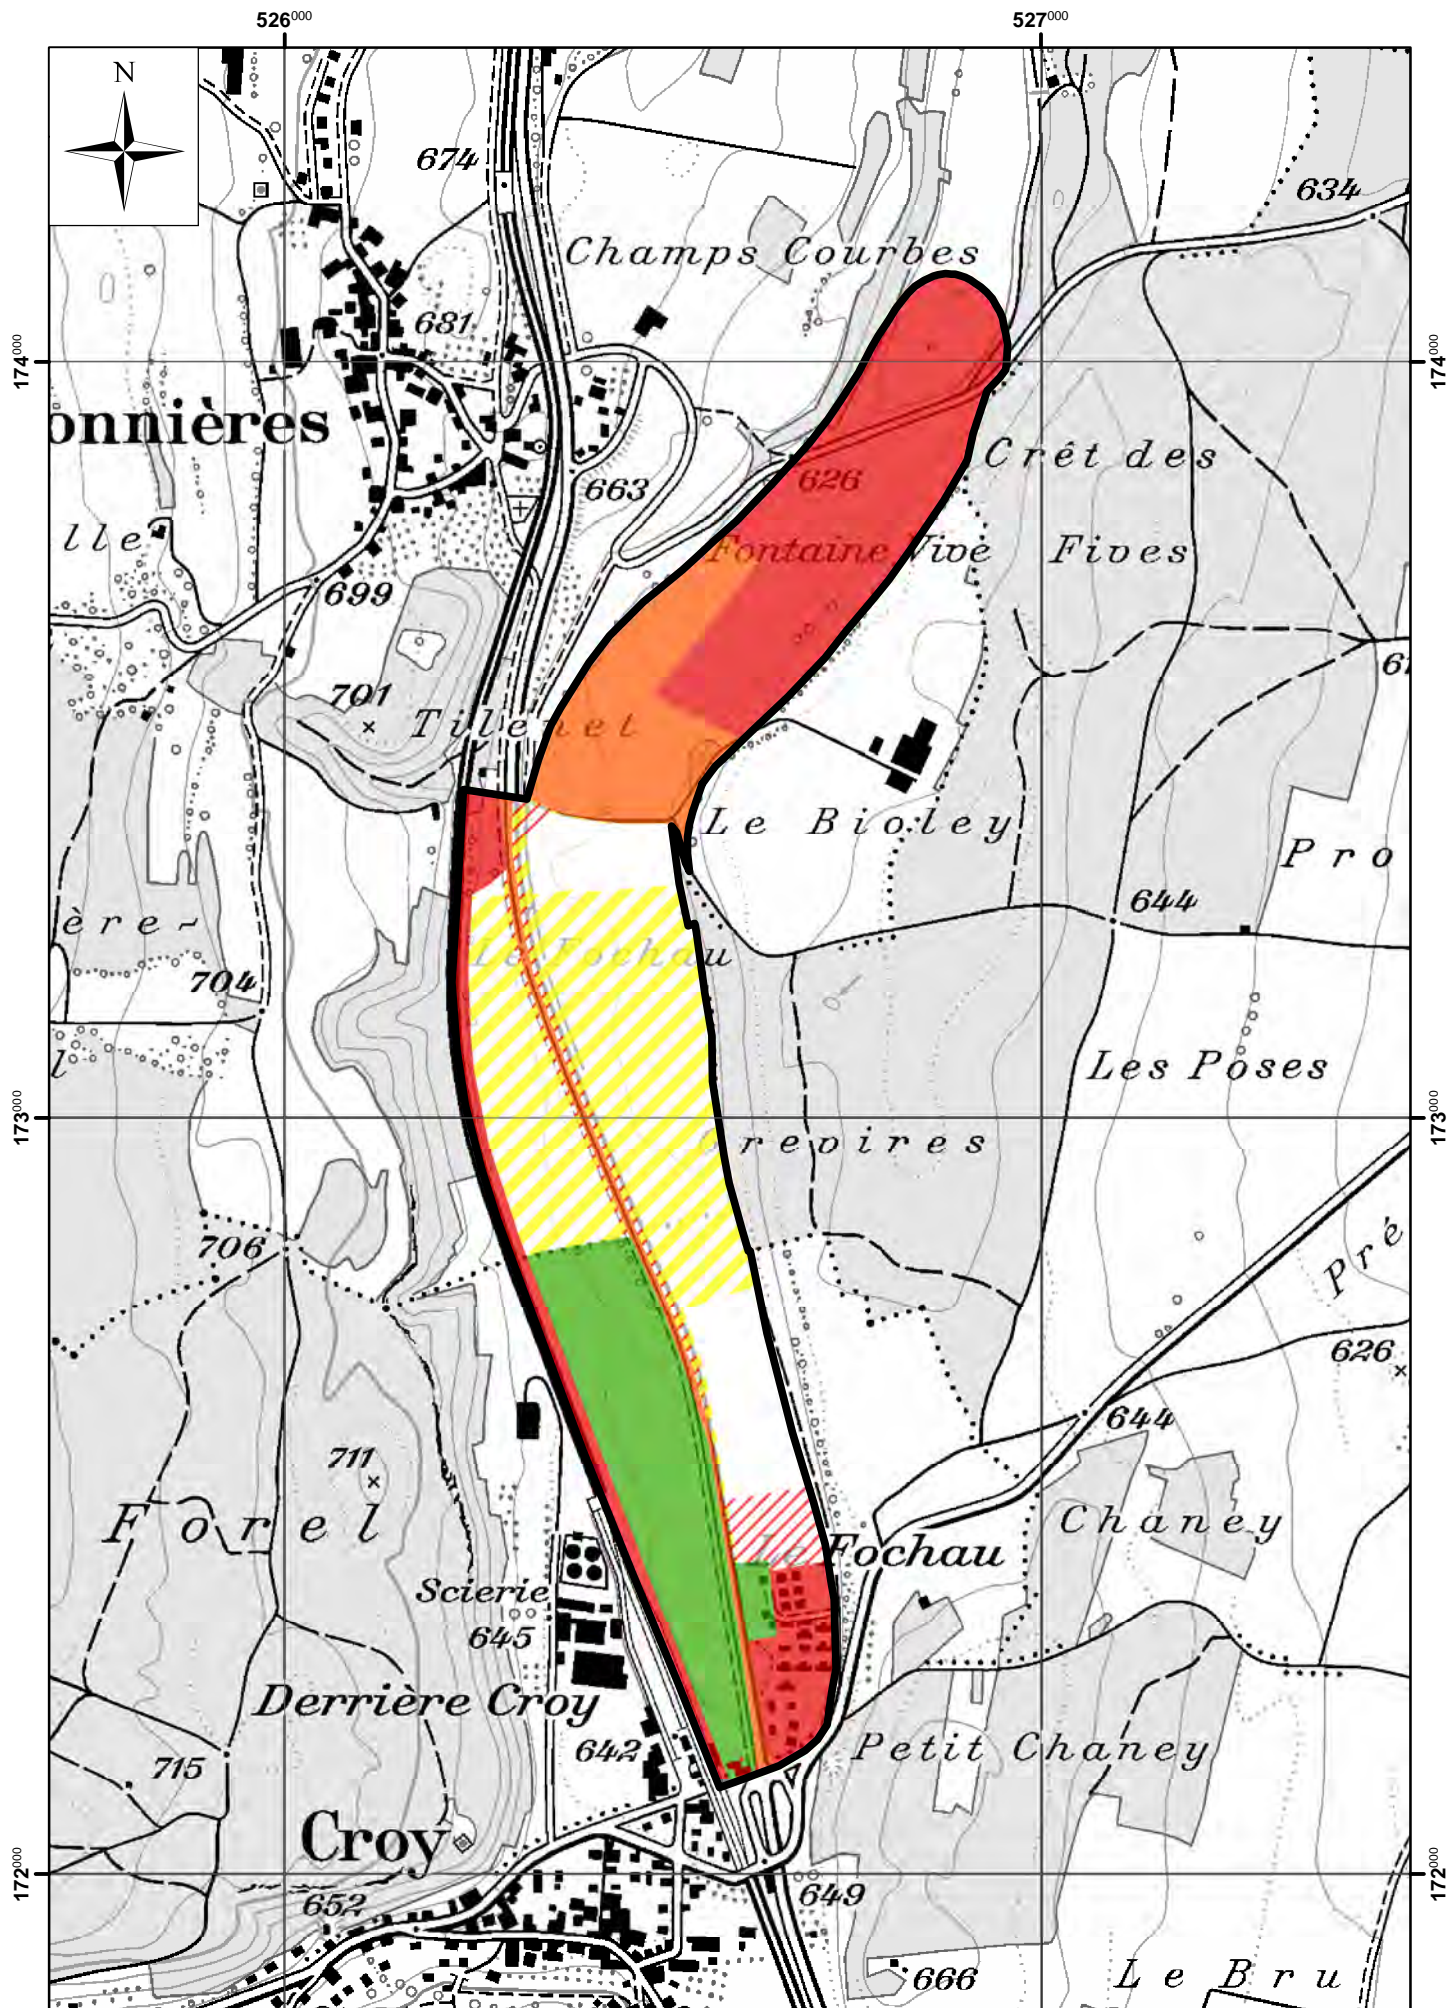 526000
527000
N
674
634
Champs Courbes
681
174000
174000
onnières
Crêt des
626
663
lle
Fontaine Vive
Fives
699
701
Tilenet
Le Bioley
Pro
644
ère-
Le Fochau
704
Les Poses
173000
173000
Crevires
706
Pré
626
644
711
Forel
Chaney
Le Fochau
Scierie
645
Derrière Croy
642
Petit Chaney
715
Croy
172000
172000
652
649
666
Le Bru